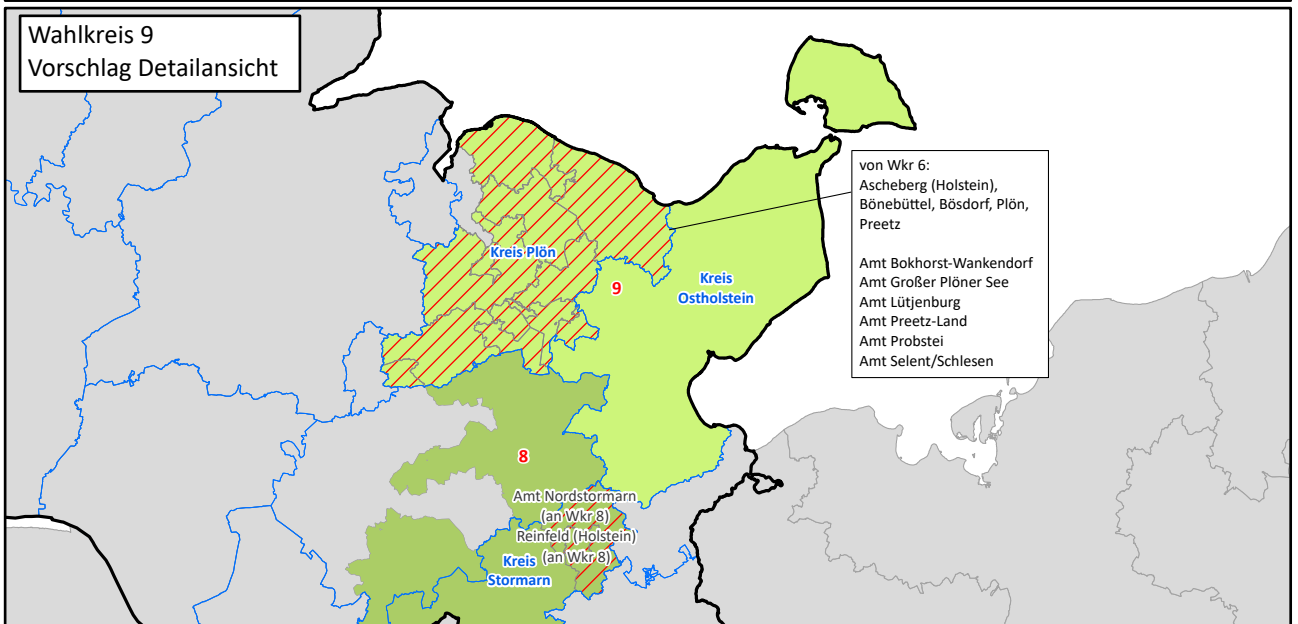 Wahlkreis 9
Vorschlag Detailansicht
von Wkr 6:
Ascheberg (Holstein),
Bönebüttel, Bösdorf, Plön,
Preetz
Amt Bokhorst-Wankendorf
Amt Großer Plöner See
Amt Lütjenburg
Amt Preetz-Land
Amt Probstei
Amt Selent/Schlesen
Kreis Plön
9
Kreis
Ostholstein
8
Amt Nordstormarn
(an Wkr 8)
Reinfeld (Holstein)
(an Wkr 8)
Kreis
Stormarn